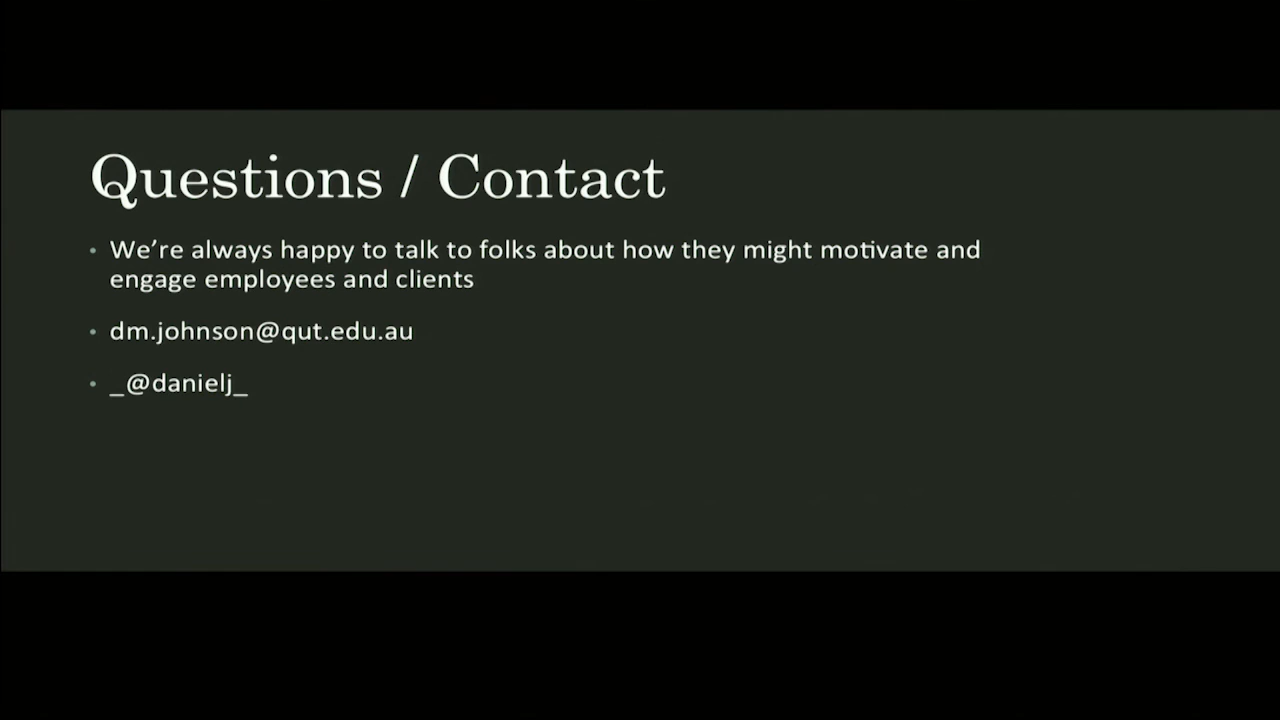 Questions / Contact
• We’re always happy to talk to folks about how they might motivate and
engage employees and clients
• dm.johnson@qut.edu.au
• _@danielj_